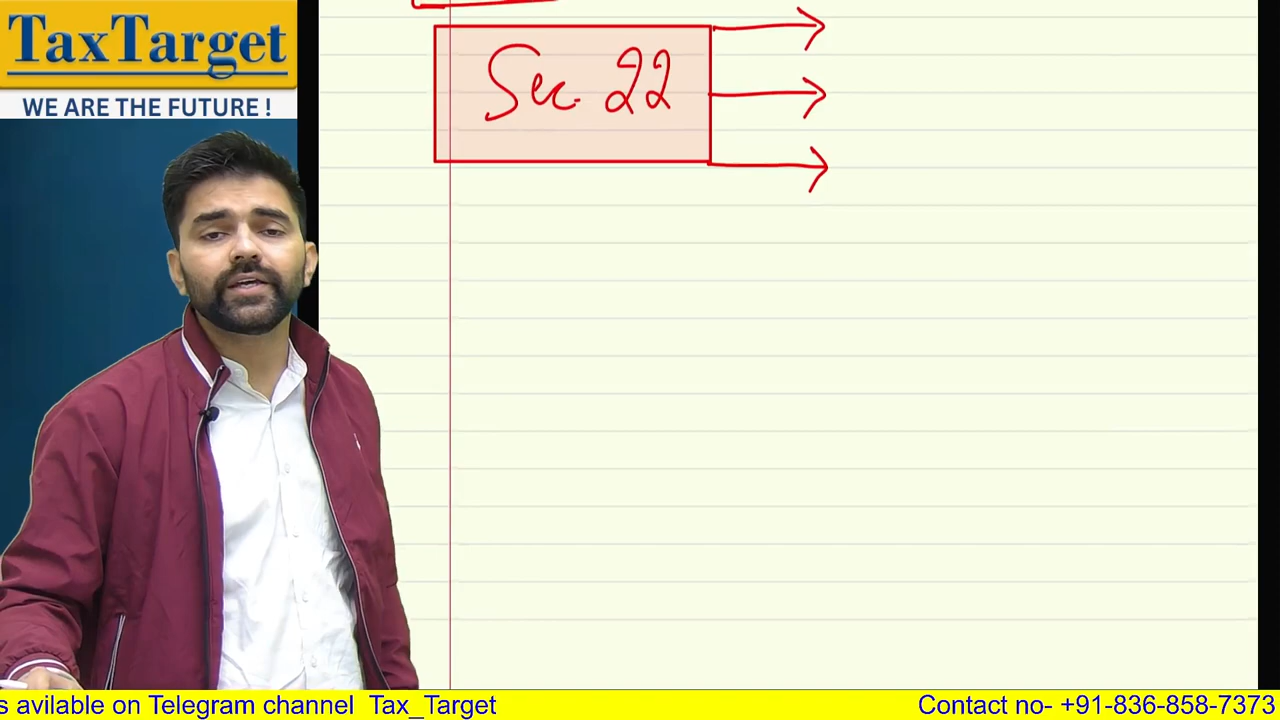 TaxTarget
WE ARE THE FUTURE !
Sec. 22
s avilable on Telegram channel Tax_Target
Contact no- +91-836-858-7373